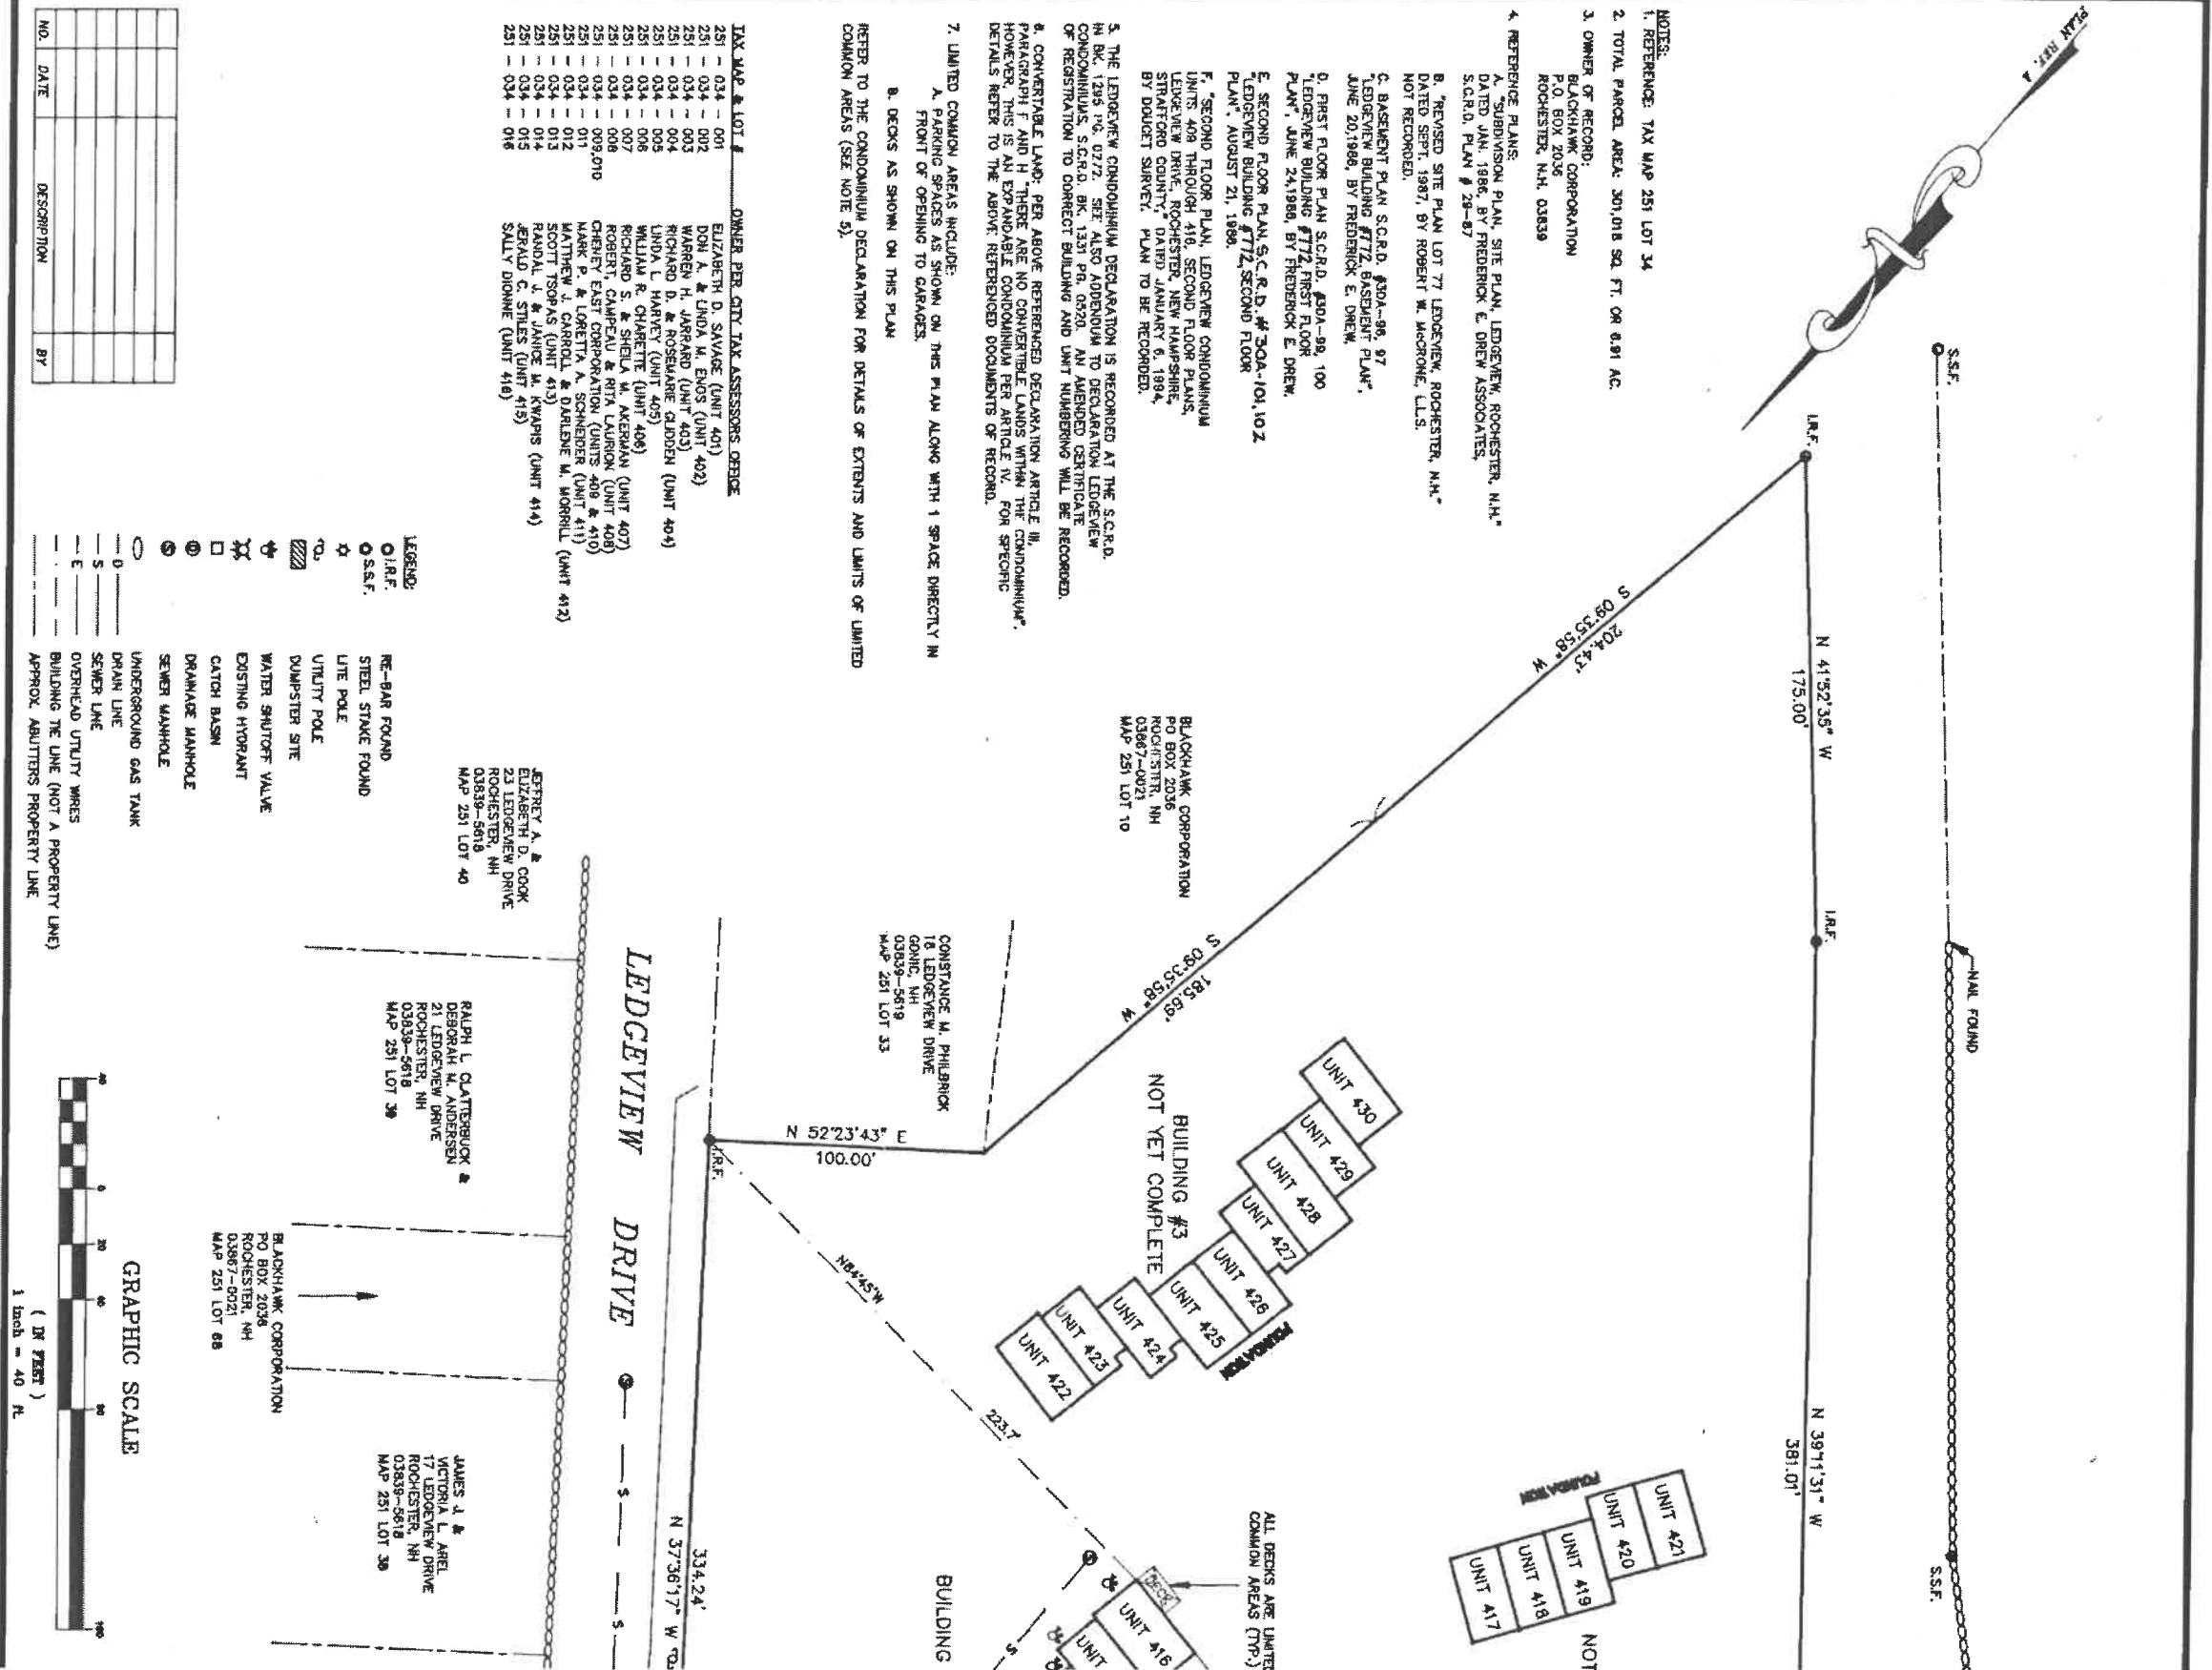 PLAN REF. A
NOTES:
1. REFERENCE: TAX MAP 251 LOT 34
2. TOTAL PARCEL AREA: 301,018 SQ. FT. OR 6.91 AC.
3. OWNER OF RECORD:
BLACKHAWK CORPORATION
P.O. BOX 2036
ROCHESTER, N.H. 03839
4. REFERENCE PLANS:
A. "SUBDIVISION PLAN, SITE PLAN, LEDGEVIEW, ROCHESTER, N.H."
DATED JAN. 1986, BY FREDERICK E. DREW ASSOCIATES,
S.C.R.D. PLAN # 29-87
B. "REVISED SITE PLAN LOT 77 LEDGEVIEW, ROCHESTER, N.H."
DATED SEPT. 1987, BY ROBERT W. McCRONE, L.L.S.
NOT RECORDED.
C. BASEMENT PLAN S.C.R.D. #30A-96, 97
"LEDGEVIEW BUILDING #772, BASEMENT PLAN",
JUNE 20,1986, BY FREDERICK E. DREW,
D. FIRST FLOOR PLAN S.C.R.D. #30A-99, 100
"LEDGEVIEW BUILDING #772, FIRST FLOOR
PLAN", JUNE 24,1986, BY FREDERICK E. DREW.
E. SECOND FLOOR PLAN, S.C.R.D. # 30A-101,102
"LEDGEVIEW BUILDING #772, SECOND FLOOR
PLAN", AUGUST 21, 1986.
F. "SECOND FLOOR PLAN, LEDGEVIEW CONDOMINIUM
UNITS 409 THROUGH 416, SECOND FLOOR PLANS,
LEDGEVIEW DRIVE, ROCHESTER, NEW HAMPSHIRE,
STRAFFORD COUNTY," DATED JANUARY 6, 1994,
BY DOUCET SURVEY. PLAN TO BE RECORDED.
5. THE LEDGEVIEW CONDOMINIUM DECLARATION IS RECORDED AT THE S.C.R.D.
IN BK. 1295 PG. 0272. SEE ALSO ADDENDUM TO DECLARATION LEDGEVIEW
CONDOMINIUMS, S.C.R.D. BK. 1331 PG. 0520. AN AMENDED CERTIFICATE
OF REGISTRATION TO CORRECT BUILDING AND UNIT NUMBERING WILL BE RECORDED.
6. CONVERTABLE LAND: PER ABOVE REFERENCED DECLARATION ARTICLE III,
PARAGRAPH F AND H "THERE ARE NO CONVERTIBLE LANDS WITHIN THE CONDOMINIUM".
HOWEVER, THIS IS AN EXPANDABLE CONDOMINIUM PER ARTICLE IV. FOR SPECIFIC
DETAILS REFER TO THE ABOVE REFERENCED DOCUMENTS OF RECORD.
7. LIMITED COMMON AREAS INCLUDE:
A. PARKING SPACES AS SHOWN ON THIS PLAN ALONG WITH 1 SPACE DIRECTLY IN
FRONT OF OPENING TO GARAGES.
B. DECKS AS SHOWN ON THIS PLAN
REFER TO THE CONDOMINIUM DECLARATION FOR DETAILS OF EXTENTS AND LIMITS OF LIMITED
COMMON AREAS (SEE NOTE 5).
TAX MAP & LOT # OWNER PER CITY TAX ASSESSORS OFFICE
251 - 034 - 001 ELIZABETH D. SAVAGE (UNIT 401)
251 - 034 - 002 DON A. & LINDA M. ENOS (UNIT 402)
251 - 034 - 003 WARREN H. JARRARD (UNIT 403)
251 - 034 - 004 RICHARD D. & ROSEMARIE GLIDDEN (UNIT 404)
251 - 034 - 005 LINDA L. HARVEY (UNIT 405)
251 - 034 - 006 WILLIAM R. CHARETTE (UNIT 406)
251 - 034 - 007 RICHARD S. & SHEILA M. AKERMAN (UNIT 407)
251 - 034 - 008 ROBERT CAMPEAU & RITA LAURION (UNIT 408)
251 - 034 - 009,010 CHENEY EAST CORPORATION (UNITS 409 & 410)
251 - 034 - 011 MARK P. & LORETTA A. SCHNEIDER (UNIT 411)
251 - 034 - 012 MATTHEW J. CARROLL & DARLENE M. MORRILL (UNIT 412)
251 - 034 - 013 SCOTT TSOPAS (UNIT 413)
251 - 034 - 014 RANDAL J. & JANICE M. KWAPIS (UNIT 414)
251 - 034 - 015 JERALD C. STILES (UNIT 415)
251 - 034 - 016 SALLY DIONNE (UNIT 416)
NO. DATE DESCRIPTION BY
LEGEND:
I.R.F. RE-BAR FOUND
S.S.F. STEEL STAKE FOUND
LITE POLE
UTILITY POLE
DUMPSTER SITE
WATER SHUTOFF VALVE
EXISTING HYDRANT
CATCH BASIN
DRAINAGE MANHOLE
S SEWER MANHOLE
UNDERGROUND GAS TANK
D DRAIN LINE
S SEWER LINE
E OVERHEAD UTILITY WIRES
BUILDING TIE LINE (NOT A PROPERTY LINE)
APPROX. ABUTTERS PROPERTY LINE
S.S.F.
I.R.F.
N 41°52'35" W
175.00'
I.R.F.
NAIL FOUND
N 39°11'31" W
381.01'
S.S.F.
S 09°35'58" W
204.43'
BLACKHAWK CORPORATION
PO BOX 2036
ROCHESTER, NH
03867-0021
MAP 251 LOT 10
S 09°35'58" W
185.69'
CONSTANCE M. PHILBRICK
18 LEDGEVIEW DRIVE
GONIC, NH
03839-5619
MAP 251 LOT 33
N 52°23'43" E
100.00'
I.R.F.
BUILDING #3
NOT YET COMPLETE
UNIT 430
UNIT 429
UNIT 428
UNIT 427
UNIT 426
UNIT 425
UNIT 424
UNIT 423
UNIT 422
FOUNDATION
FOUNDATION
UNIT 421
UNIT 420
UNIT 419
UNIT 418
UNIT 417
NOT
N84°45'W
223.7'
ALL DECKS ARE LIMITED
COMMON AREAS (TYP.)
DECK
UNIT 416
UNIT
S
S
BUILDING
334.24'
N 37°36'17" W
LEDGEVIEW DRIVE
S
S
S
JEFFREY A. &
ELIZABETH D. COOK
23 LEDGEVIEW DRIVE
ROCHESTER, NH
03839-5618
MAP 251 LOT 40
RALPH L. CLATTERBUCK &
DEBORAH M. ANDERSEN
21 LEDGEVIEW DRIVE
ROCHESTER, NH
03839-5618
MAP 251 LOT 39
BLACKHAWK CORPORATION
PO BOX 2036
ROCHESTER, NH
03867-0021
MAP 251 LOT 68
JAMES J. &
VICTORIA L. AREL
17 LEDGEVIEW DRIVE
ROCHESTER, NH
03839-5618
MAP 251 LOT 38
GRAPHIC SCALE
40 0 20 40 80 160
( IN FEET )
1 inch = 40 ft.